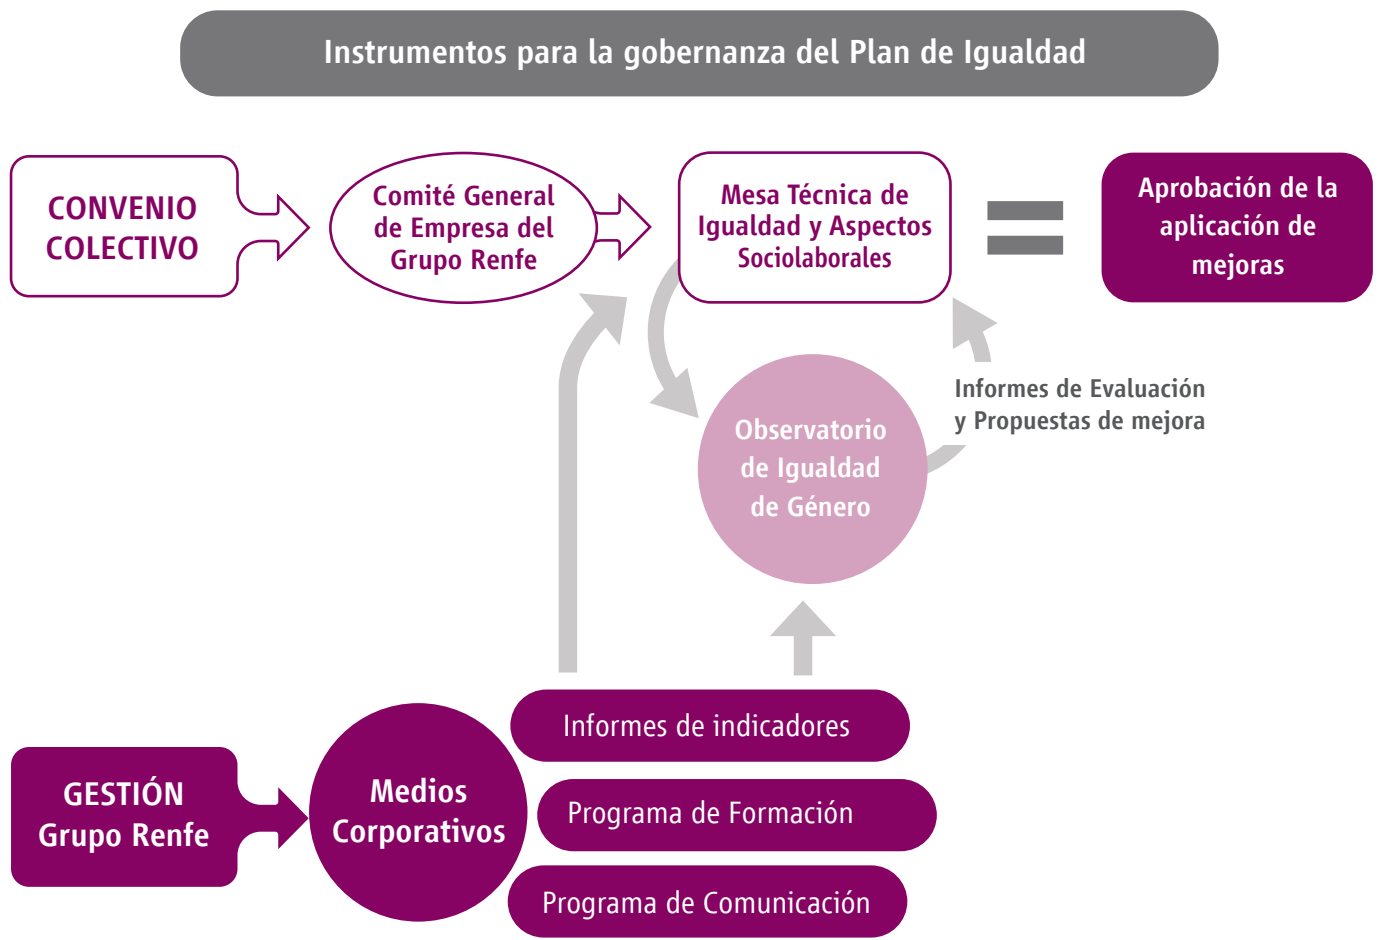 Instrumentos para la gobernanza del Plan de Igualdad
CONVENIO
COLECTIVO
Comité General
de Empresa del
Grupo Renfe
Mesa Técnica de
Igualdad y Aspectos
Sociolaborales
Aprobación de la
aplicación de
mejoras
Informes de Evaluación
y Propuestas de mejora
Observatorio
de Igualdad
de Género
GESTIÓN
Grupo Renfe
Medios
Corporativos
Informes de indicadores
Programa de Formación
Programa de Comunicación